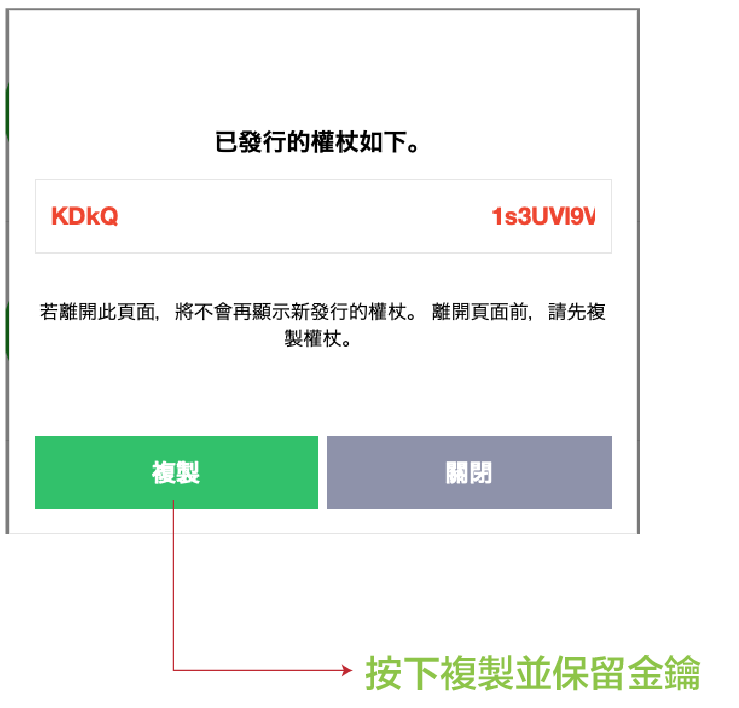 已發行的權杖如下。
KDkQ 1s3UVI9V
若離開此頁面，將不會再顯示新發行的權杖。 離開頁面前，請先複
製權杖。
複製 關閉
按下複製並保留金鑰